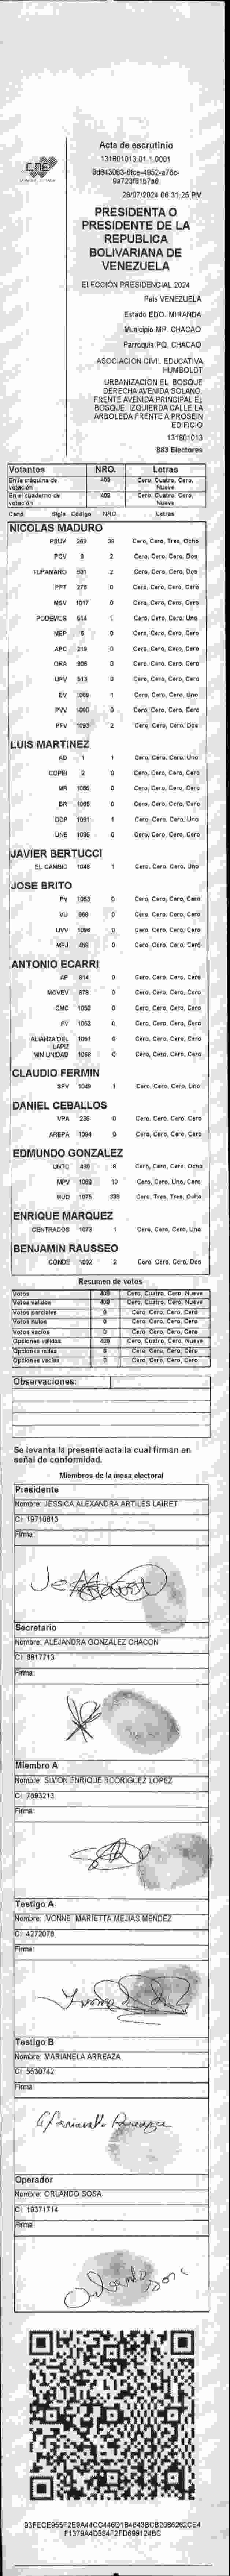 CNE
Acta de escrutinio
131801013.01.1.0001
9a723f81b7a6
28/07/2024 06:31:25 PM
PRESIDENTA O
PRESIDENTE DE LA
REPUBLICA
BOLIVARIANA DE
VENEZUELA
ELECCIÓN PRESIDENCIAL 2024
País VENEZUELA
Estado EDO. MIRANDA
Municipio MP. CHACAO
Parroquia PQ. CHACAO
ASOCIACION CIVIL EDUCATIVA
HUMBOLDT
URBANIZACIÓN EL BOSQUE
DERECHA AVENIDA SOLANO.
FRENTE AVENIDA PRINCIPAL EL
BOSQUE. IZQUIERDA CALLE LA
ARBOLEDA FRENTE A PROSEIN
EDIFICIO
131801013
883 Electores
Votantes NRO. Letras
En la máquina de votación 409 Cero, Cuatro, Cero, Nueve
En el cuaderno de votación 409 Cero, Cuatro, Cero, Nueve
Cand Sigla Código NRO. Letras
NICOLAS MADURO
PSUV 269 38 Cero, Cero, Tres, Ocho
PCV 2 Cero, Cero, Cero, Dos
TUPAMARO 931 2 Cero, Cero, Cero, Dos
PPT 278 0 Cero, Cero, Cero, Cero
MSV 1017 0 Cero, Cero, Cero, Cero
PODEMOS 514 1 Cero, Cero, Cero, Uno
MEP 0 Cero, Cero, Cero, Cero
APC 219 0 Cero, Cero, Cero, Cero
ORA 906 0 Cero, Cero, Cero, Cero
UPV 513 0 Cero, Cero, Cero, Cero
EV 1069 1 Cero, Cero, Cero, Uno
PVV 1090 0 Cero, Cero, Cero, Cero
PFV 1093 2 Cero, Cero, Cero, Dos
LUIS MARTINEZ
AD 1 1 Cero, Cero, Cero, Uno
COPEI 2 0 Cero, Cero, Cero, Cero
MR 1065 0 Cero, Cero, Cero, Cero
BR 1066 0 Cero, Cero, Cero, Cero
DDP 1091 1 Cero, Cero, Cero, Uno
UNE 1096 0 Cero, Cero, Cero, Cero
JAVIER BERTUCCI
EL CAMBIO 1046 1 Cero, Cero, Cero, Uno
JOSE BRITO
PV 1053 0 Cero, Cero, Cero, Cero
VU 968 0 Cero, Cero, Cero, Cero
UVV 1098 0 Cero, Cero, Cero, Cero
MPJ 458 0 Cero, Cero, Cero, Cero
ANTONIO ECARRI
AP 914 0 Cero, Cero, Cero, Cero
MOVEV 878 0 Cero, Cero, Cero, Cero
CMC 1050 0 Cero, Cero, Cero, Cero
FV 1062 0 Cero, Cero, Cero, Cero
ALIANZA DEL LAPIZ 1061 0 Cero, Cero, Cero, Cero
MIN UNIDAD 1068 0 Cero, Cero, Cero, Cero
CLAUDIO FERMIN
SPV 1049 1 Cero, Cero, Cero, Uno
DANIEL CEBALLOS
VPA 236 0 Cero, Cero, Cero, Cero
AREPA 1094 0 Cero, Cero, Cero, Cero
EDMUNDO GONZALEZ
UNTC 480 8 Cero, Cero, Cero, Ocho
MPV 1089 10 Cero, Cero, Uno, Cero
MUD 1075 338 Cero, Tres, Tres, Ocho
ENRIQUE MARQUEZ
CENTRADOS 1073 1 Cero, Cero, Cero, Uno
BENJAMIN RAUSSEO
CONDE 1092 2 Cero, Cero, Cero, Dos
Resumen de votos
Votos 409 Cero, Cuatro, Cero, Nueve
Votos validos 409 Cero, Cuatro, Cero, Nueve
Votos parciales 0 Cero, Cero, Cero, Cero
Votos nulos 0 Cero, Cero, Cero, Cero
Votos vacíos 0 Cero, Cero, Cero, Cero
Opciones validas 409 Cero, Cuatro, Cero, Nueve
Opciones nulas 0 Cero, Cero, Cero, Cero
Opciones vacías 0 Cero, Cero, Cero, Cero
Observaciones:
Se levanta la presente acta la cual firman en
señal de conformidad.
Miembros de la mesa electoral
Presidente
Nombre: JESSICA ALEXANDRA ARTILES LAIRET
CI: 19710613
Firma:
Secretario
Nombre: ALEJANDRA GONZALEZ CHACON
CI: 6817713
Firma:
Miembro A
Nombre: SIMON ENRIQUE RODRIGUEZ LOPEZ
CI: 7693213
Firma:
Testigo A
Nombre: IVONNE MARIETTA MEJIAS MENDEZ
CI: 4272078
Firma:
Testigo B
Nombre: MARIANELA ARREAZA
CI: 5530742
Firma:
Operador
Nombre: ORLANDO SOSA
CI: 19371714
Firma:
Orlando Sosa
93FECE955F2E9A44CC446D1B4643BCB2086262CE4
F1379A4D884F2FD699124BC